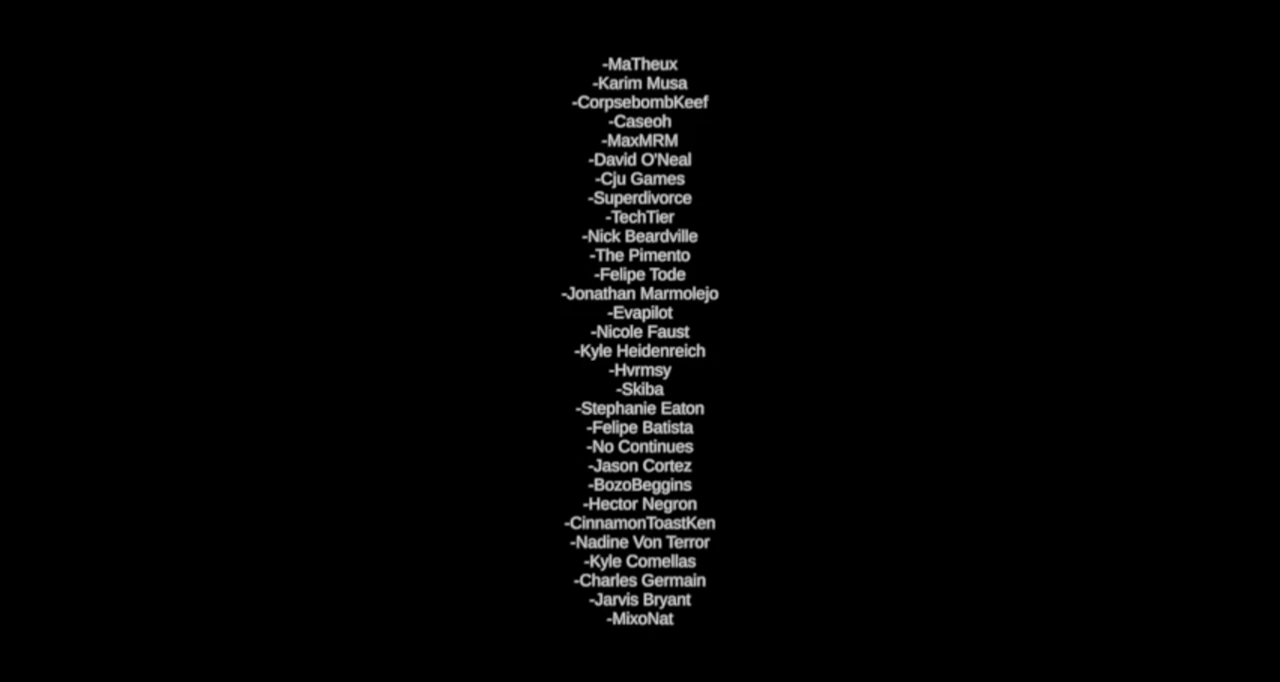 -MaTheux
-Karim Musa
-CorpsebombKeef
-Caseoh
-MaxMRM
-David O'Neal
-Cju Games
-Superdivorce
-TechTier
-Nick Beardville
-The Pimento
-Felipe Tode
-Jonathan Marmolejo
-Evapilot
-Nicole Faust
-Kyle Heidenreich
-Hvrmsy
-Skiba
-Stephanie Eaton
-Felipe Batista
-No Continues
-Jason Cortez
-BozoBeggins
-Hector Negron
-CinnamonToastKen
-Nadine Von Terror
-Kyle Comellas
-Charles Germain
-Jarvis Bryant
-MixoNat